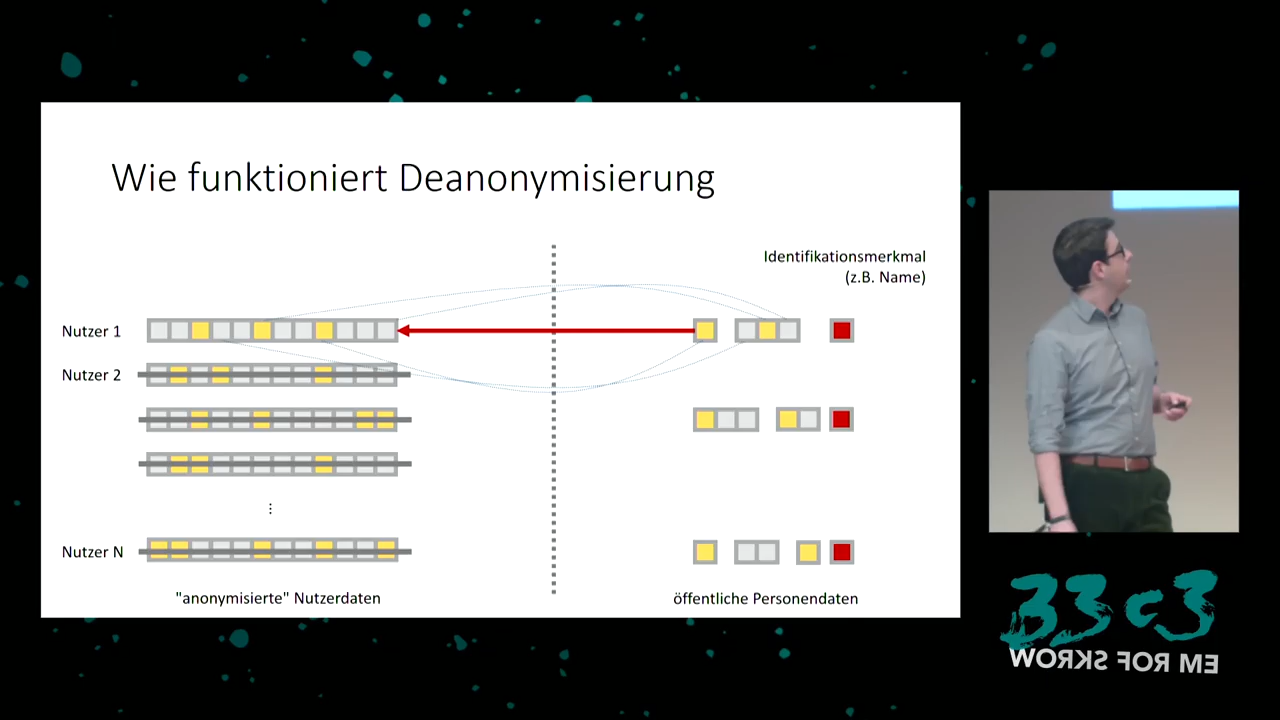 Wie funktioniert Deanonymisierung
Identifikationsmerkmal
(z.B. Name)
Nutzer 1
Nutzer 2
⋮
Nutzer N
"anonymisierte" Nutzerdaten
öffentliche Personendaten
33c3
WORKS FOR ME